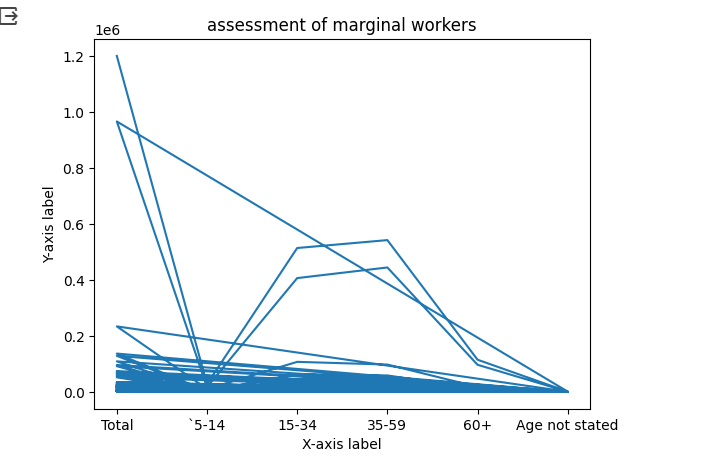 assessment of marginal workers
1e6
1.2
1.0
0.8
0.6
0.4
0.2
0.0
Y-axis label
Total `5-14 15-34 35-59 60+ Age not stated
X-axis label